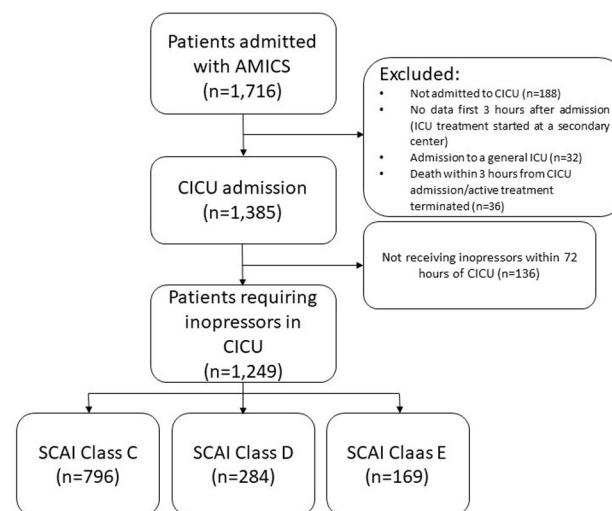 Patients admitted
with AMICS
(n=1,716)
Excluded:
• Not admitted to CICU (n=188)
• No data first 3 hours after admission
(ICU treatment started at a secondary
center)
• Admission to a general ICU (n=32)
• Death within 3 hours from CICU
admission/active treatment
terminated (n=36)
CICU admission
(n=1,385)
Not receiving inopressors within 72
hours of CICU (n=136)
Patients requiring
inopressors in
CICU
(n=1,249)
SCAI Class C
(n=796)
SCAI Class D
(n=284)
SCAI Claas E
(n=169)